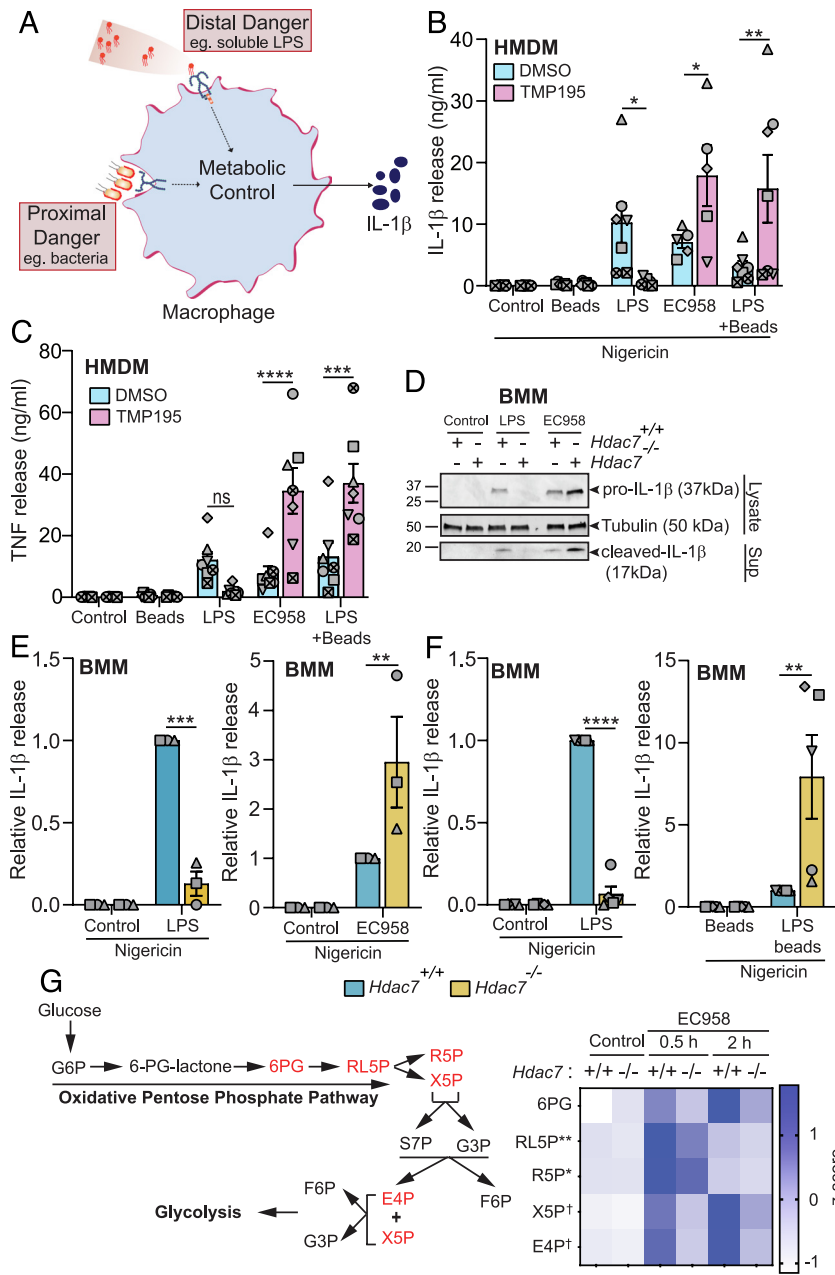 A
Distal Danger
eg. soluble LPS
Metabolic
Control
IL-1β
Proximal
Danger
eg. bacteria
Macrophage
B
HMDM
DMSO
TMP195
IL-1β release (ng/ml)
40
30
20
10
0
*
*
**
Control
Beads
LPS
EC958
LPS
+Beads
Nigericin
C
HMDM
DMSO
TMP195
TNF release (ng/ml)
80
60
40
20
0
ns
****
***
Control
Beads
LPS
EC958
LPS
+Beads
D
BMM
Control LPS EC958
+ - + - + - Hdac7+/+
- + - + - + Hdac7-/-
37
25
pro-IL-1β (37kDa)
50
Tubulin (50 kDa)
20
cleaved-IL-1β
(17kDa)
Lysate
Sup
E
BMM
Relative IL-1β release
1.5
1.0
0.5
0.0
***
Control
LPS
Nigericin
BMM
Relative IL-1β release
5
4
3
2
1
0
**
Control
EC958
Nigericin
F
BMM
Relative IL-1β release
1.5
1.0
0.5
0.0
****
Control
LPS
Nigericin
BMM
Relative IL-1β release
15
10
5
0
**
Beads
LPS
beads
Nigericin
Hdac7+/+
Hdac7-/-
G
Glucose
G6P
6-PG-lactone
6PG
RL5P
R5P
X5P
Oxidative Pentose Phosphate Pathway
S7P
G3P
F6P
E4P
+
X5P
F6P
G3P
Glycolysis
EC958
Control 0.5 h 2 h
Hdac7 : +/+ -/- +/+ -/- +/+ -/-
6PG
RL5P**
R5P*
X5P†
E4P†
1
0
-1